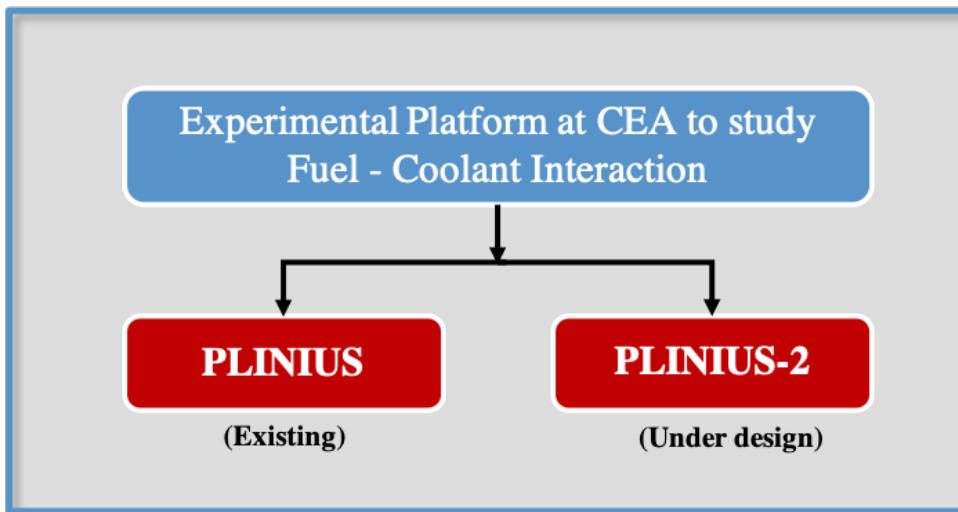 Experimental Platform at CEA to study
Fuel - Coolant Interaction
PLINIUS
(Existing)
PLINIUS-2
(Under design)